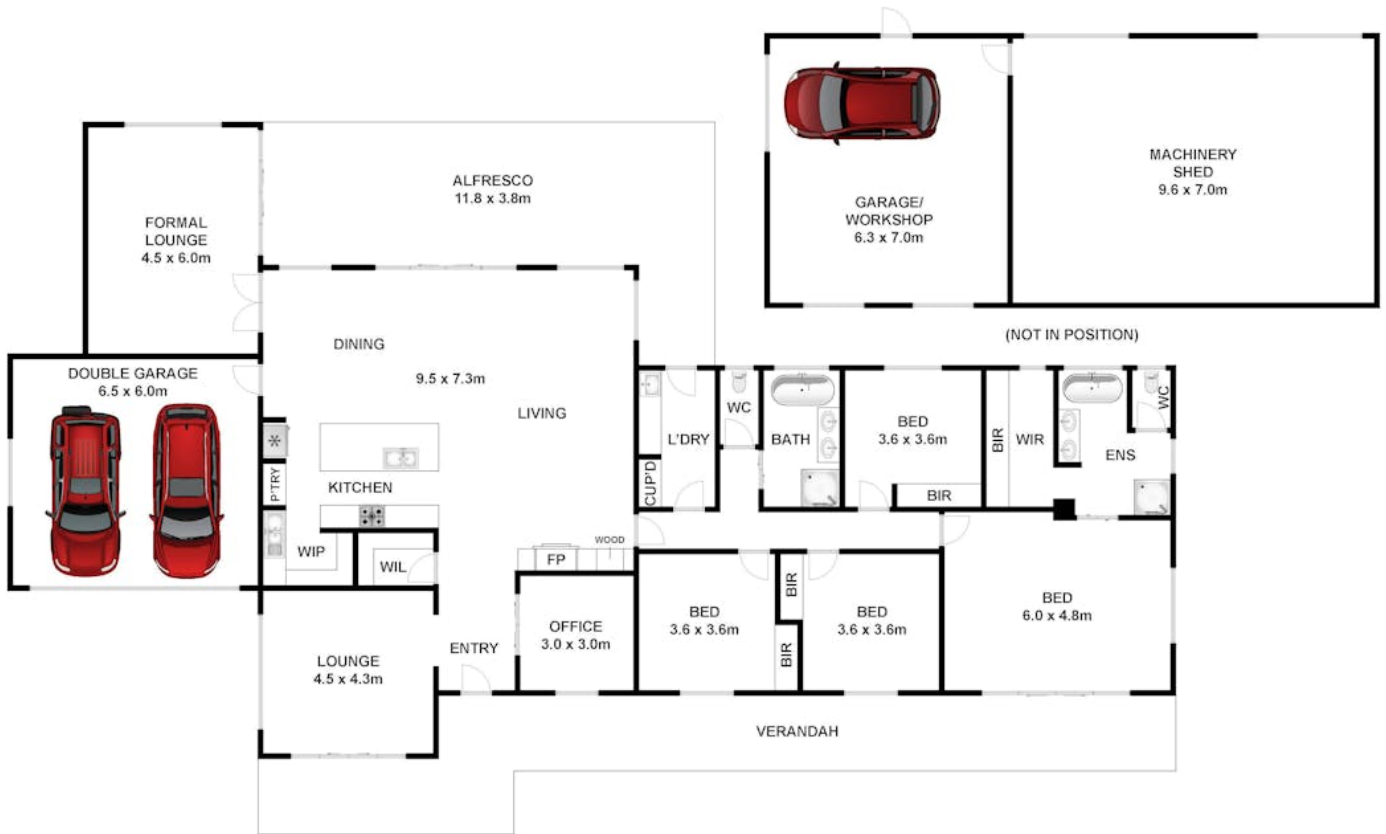 MACHINERY
SHED
9.6 x 7.0m
GARAGE/
WORKSHOP
6.3 x 7.0m
(NOT IN POSITION)
ALFRESCO
11.8 x 3.8m
FORMAL
LOUNGE
4.5 x 6.0m
DINING
9.5 x 7.3m
LIVING
DOUBLE GARAGE
6.5 x 6.0m
P'TRY
KITCHEN
WIP
WIL
WOOD
FP
L'DRY
CUP'D
WC
BATH
BED
3.6 x 3.6m
BIR
BIR
WIR
ENS
WC
LOUNGE
4.5 x 4.3m
ENTRY
OFFICE
3.0 x 3.0m
BED
3.6 x 3.6m
BIR
BIR
BED
3.6 x 3.6m
BED
6.0 x 4.8m
VERANDAH